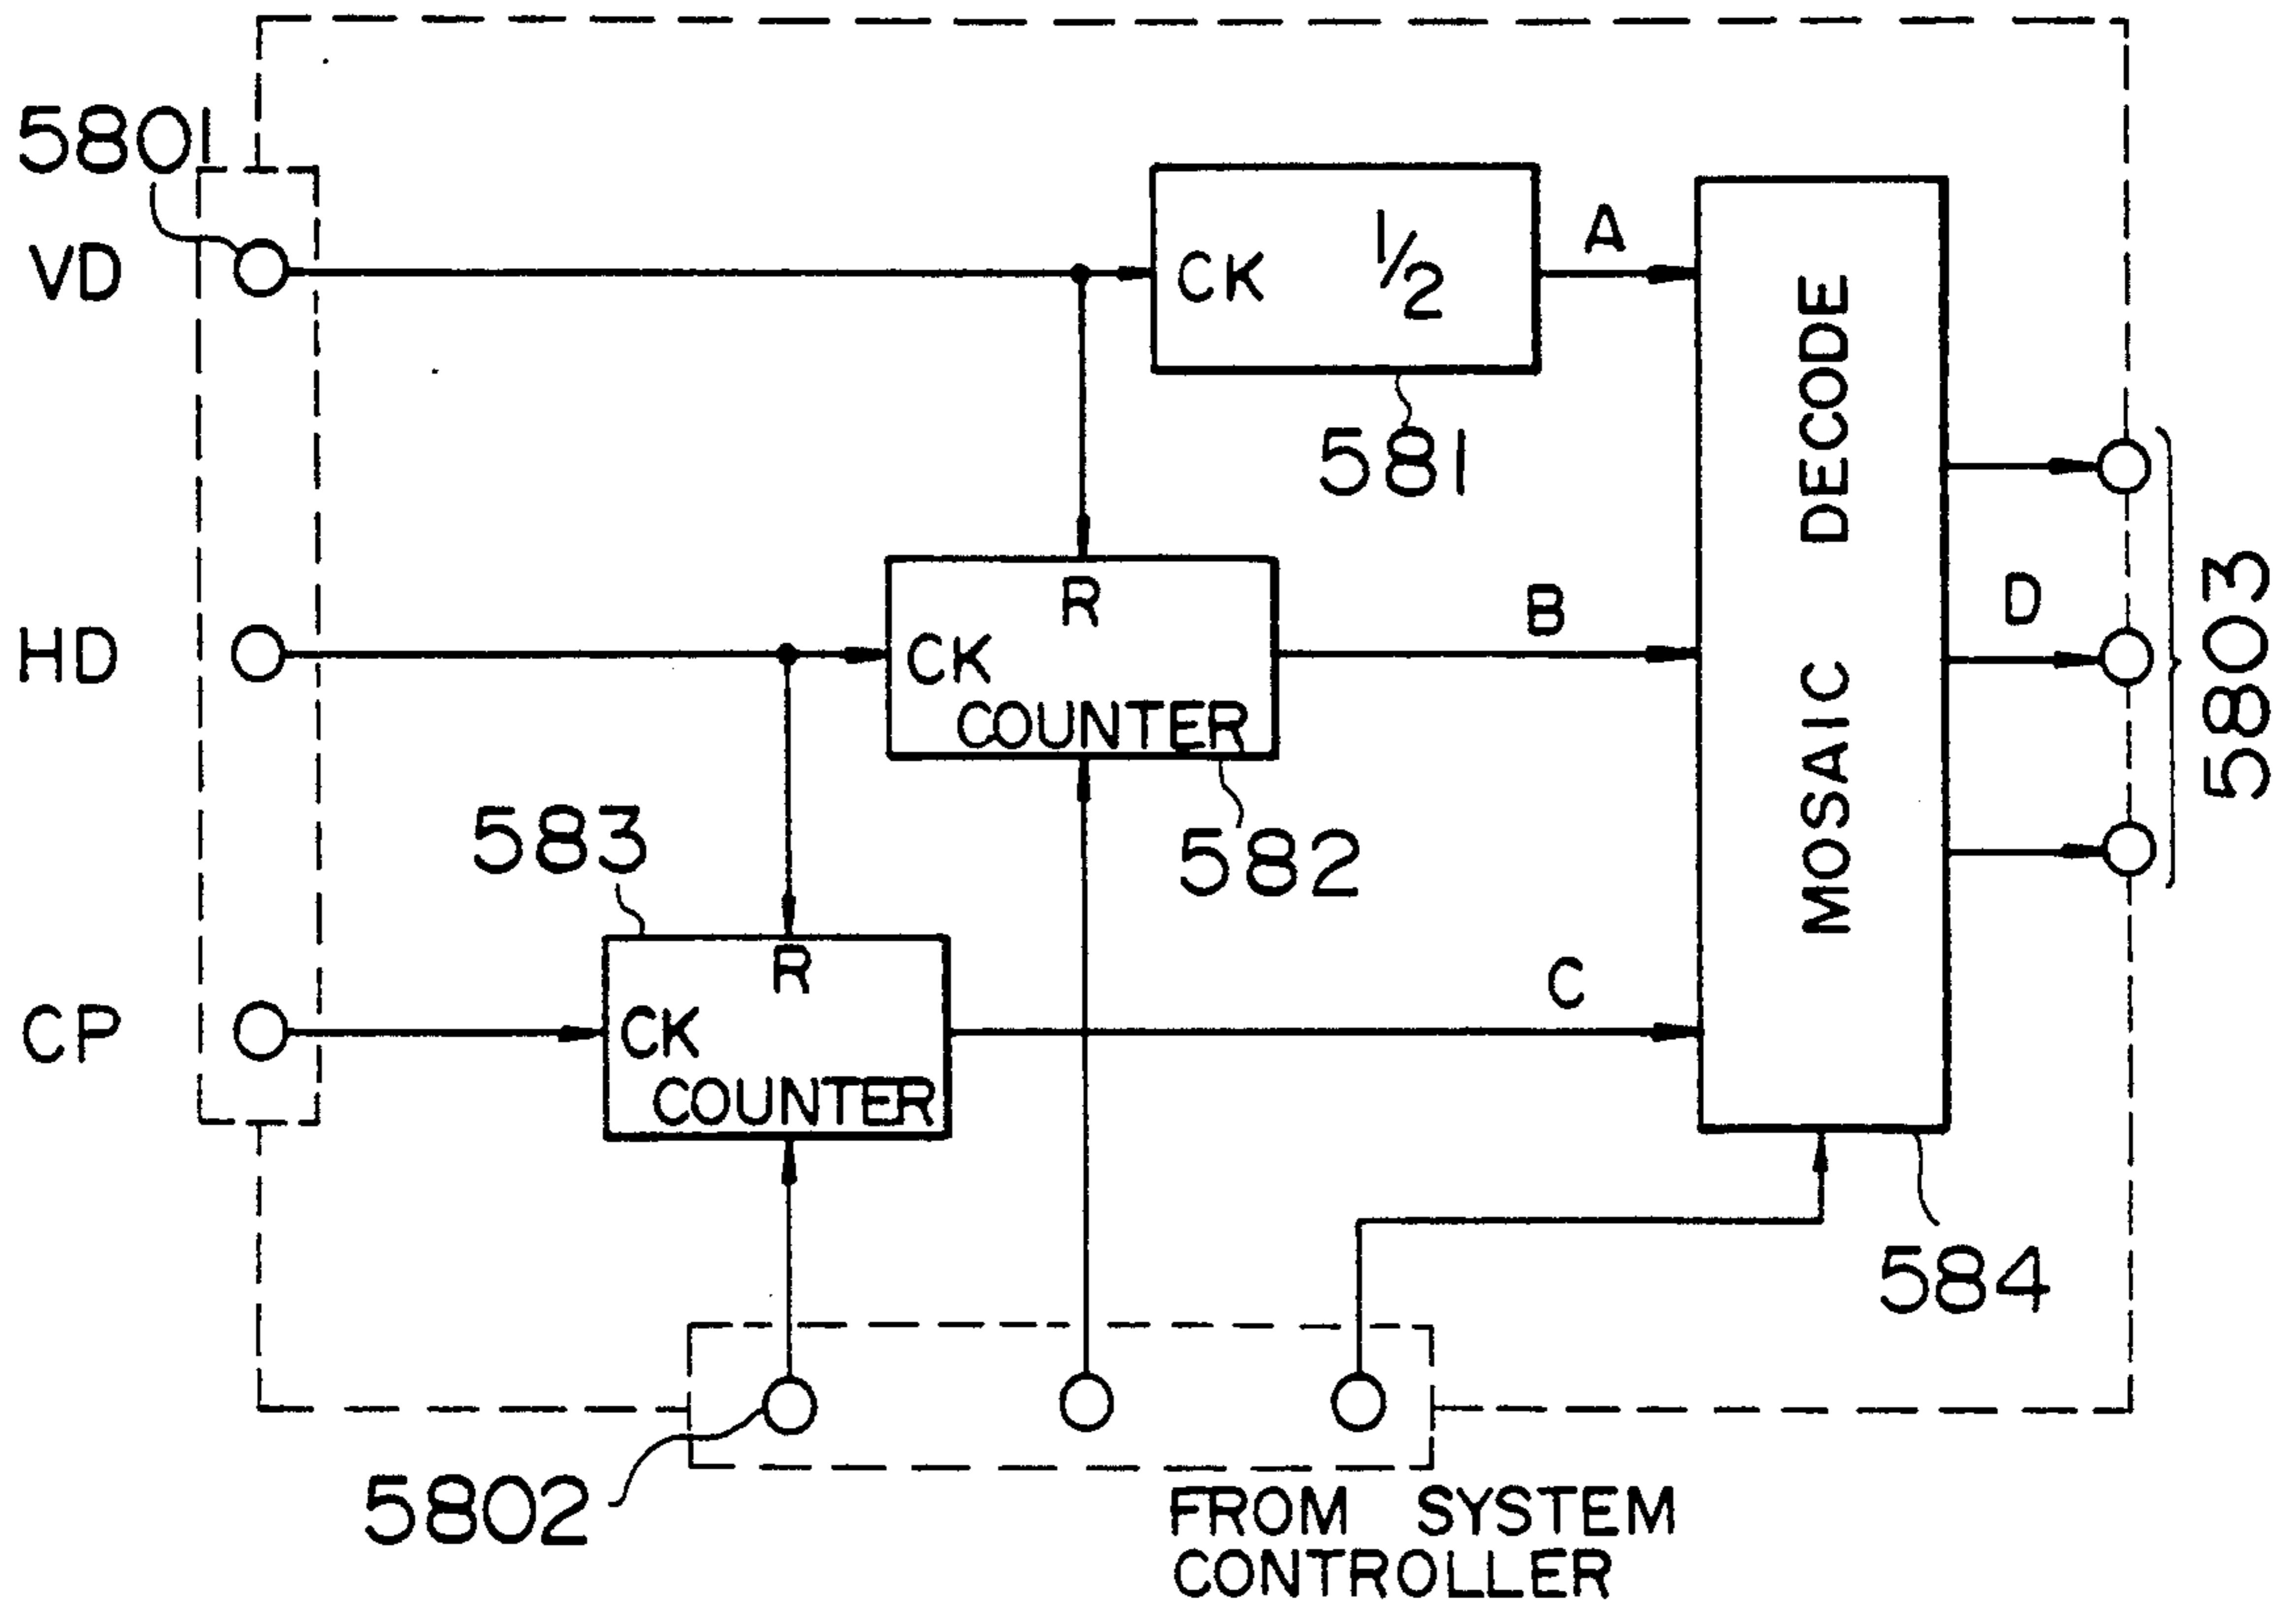 5801
VD
CK 1/2
A
581
HD
R
CK
COUNTER
B
582
583
CP
R
CK
COUNTER
C
MOSAIC DECODE
D
5803
584
5802
FROM SYSTEM
CONTROLLER